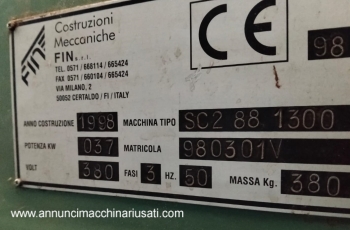 Costruzioni
Meccaniche
FIN s.r.l.
TEL. 0571 / 668114 / 665424
FAX 0571 / 660184 / 665424
VIA MILANO, 2
50052 CERTALDO / FI / ITALY
FINE
CE
98
ANNO COSTRUZIONE 1998 MACCHINA TIPO SC2 88 1300
POTENZA KW 037 MATRICOLA 980301V
VOLT 380 FASI 3 HZ. 50 MASSA Kg. 380
www.annuncimacchinariusati.com